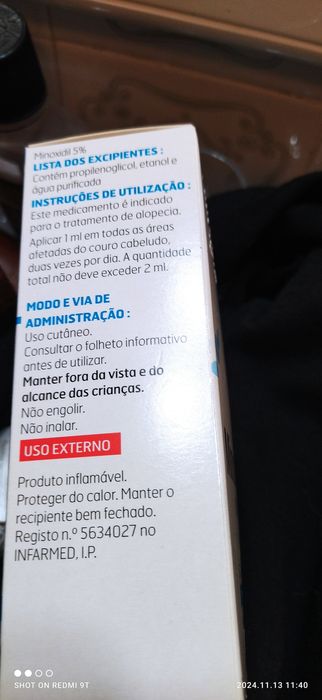 Minoxidil 5%
LISTA DOS EXCIPIENTES :
Contém propilenoglicol, etanol e
água purificada
INSTRUÇÕES DE UTILIZAÇÃO :
Este medicamento é indicado
para o tratamento de alopecia.
Aplicar 1 ml em todas as áreas
afetadas do couro cabeludo,
duas vezes por dia. A quantidade
total não deve exceder 2 ml.
MODO E VIA DE
ADMINISTRAÇÃO :
Uso cutâneo.
Consultar o folheto informativo
antes de utilizar.
Manter fora da vista e do
alcance das crianças.
Não engolir.
Não inalar.
USO EXTERNO
Produto inflamável.
Proteger do calor. Manter o
recipiente bem fechado.
Registo n.º 5634027 no
INFARMED, I.P.
SHOT ON REDMI 9T
2024.11.13 11:40